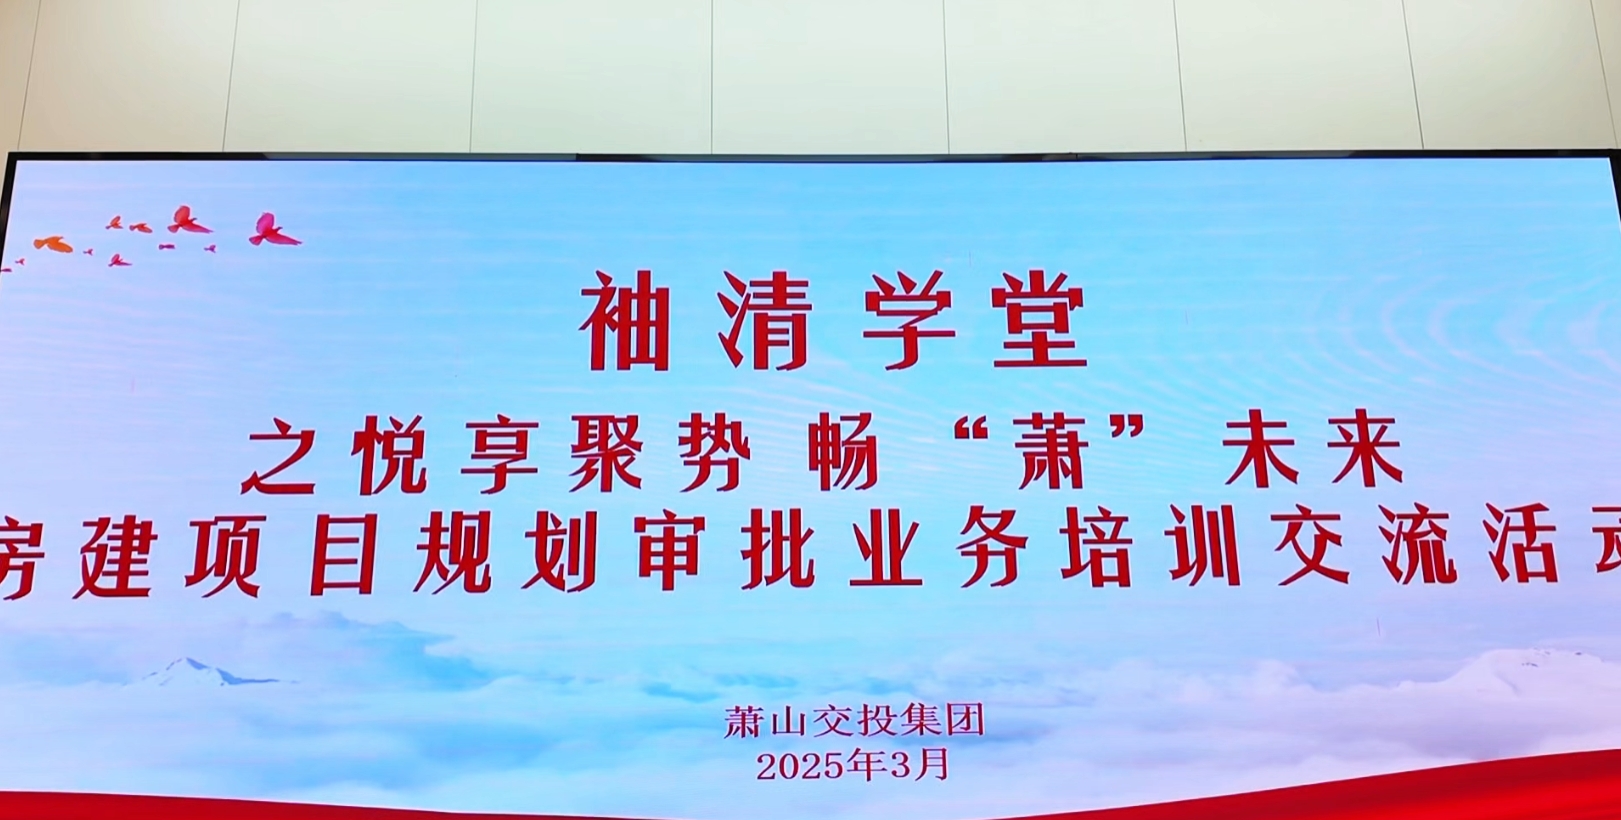 袖清学堂
之悦享聚势 畅“萧”未来
房建项目规划审批业务培训交流活动
萧山交投集团
2025年3月